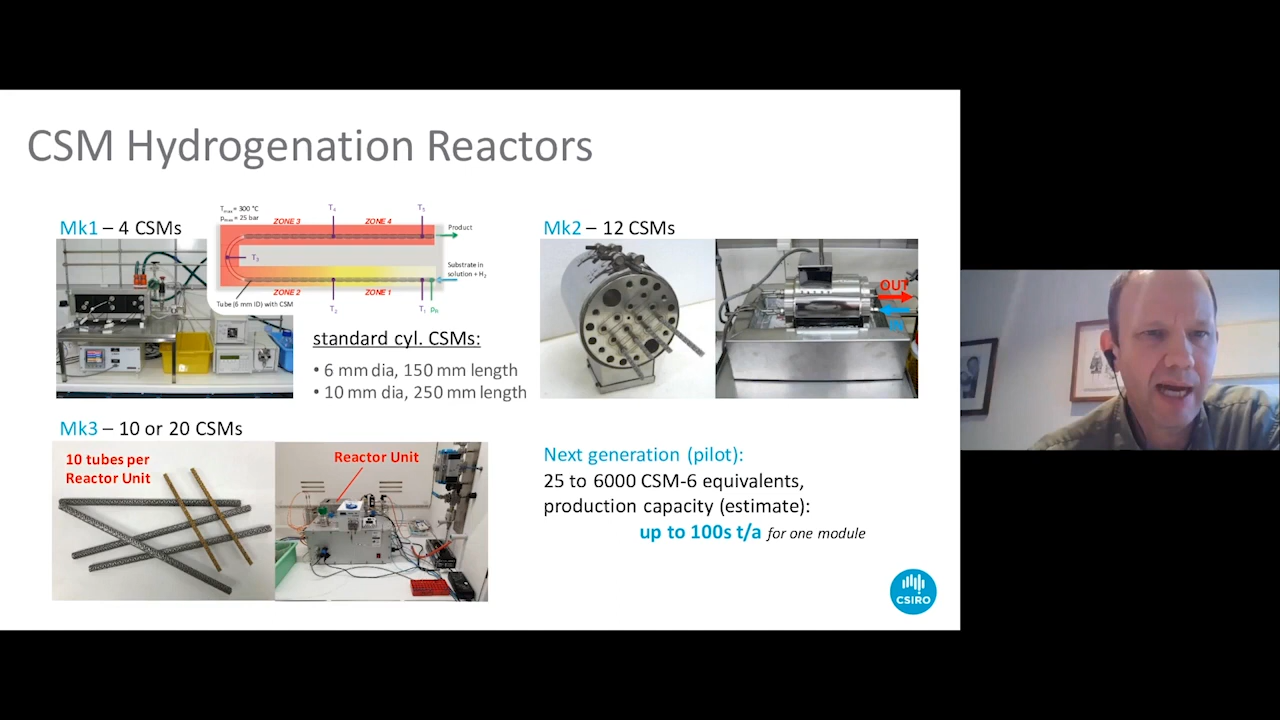 CSM Hydrogenation Reactors
Mk1 – 4 CSMs
Tmax = 300 °C
pmax = 25 bar
ZONE 3
T4
ZONE 4
T5
Product
T3
Substrate in
solution + H2
ZONE 2
ZONE 1
Tube (6 mm ID) with CSM
T2
T1
pR
standard cyl. CSMs:
• 6 mm dia, 150 mm length
• 10 mm dia, 250 mm length
Mk2 – 12 CSMs
OUT
Mk3 – 10 or 20 CSMs
10 tubes per
Reactor Unit
Reactor Unit
Next generation (pilot):
25 to 6000 CSM-6 equivalents,
production capacity (estimate):
up to 100s t/a for one module
CSIRO